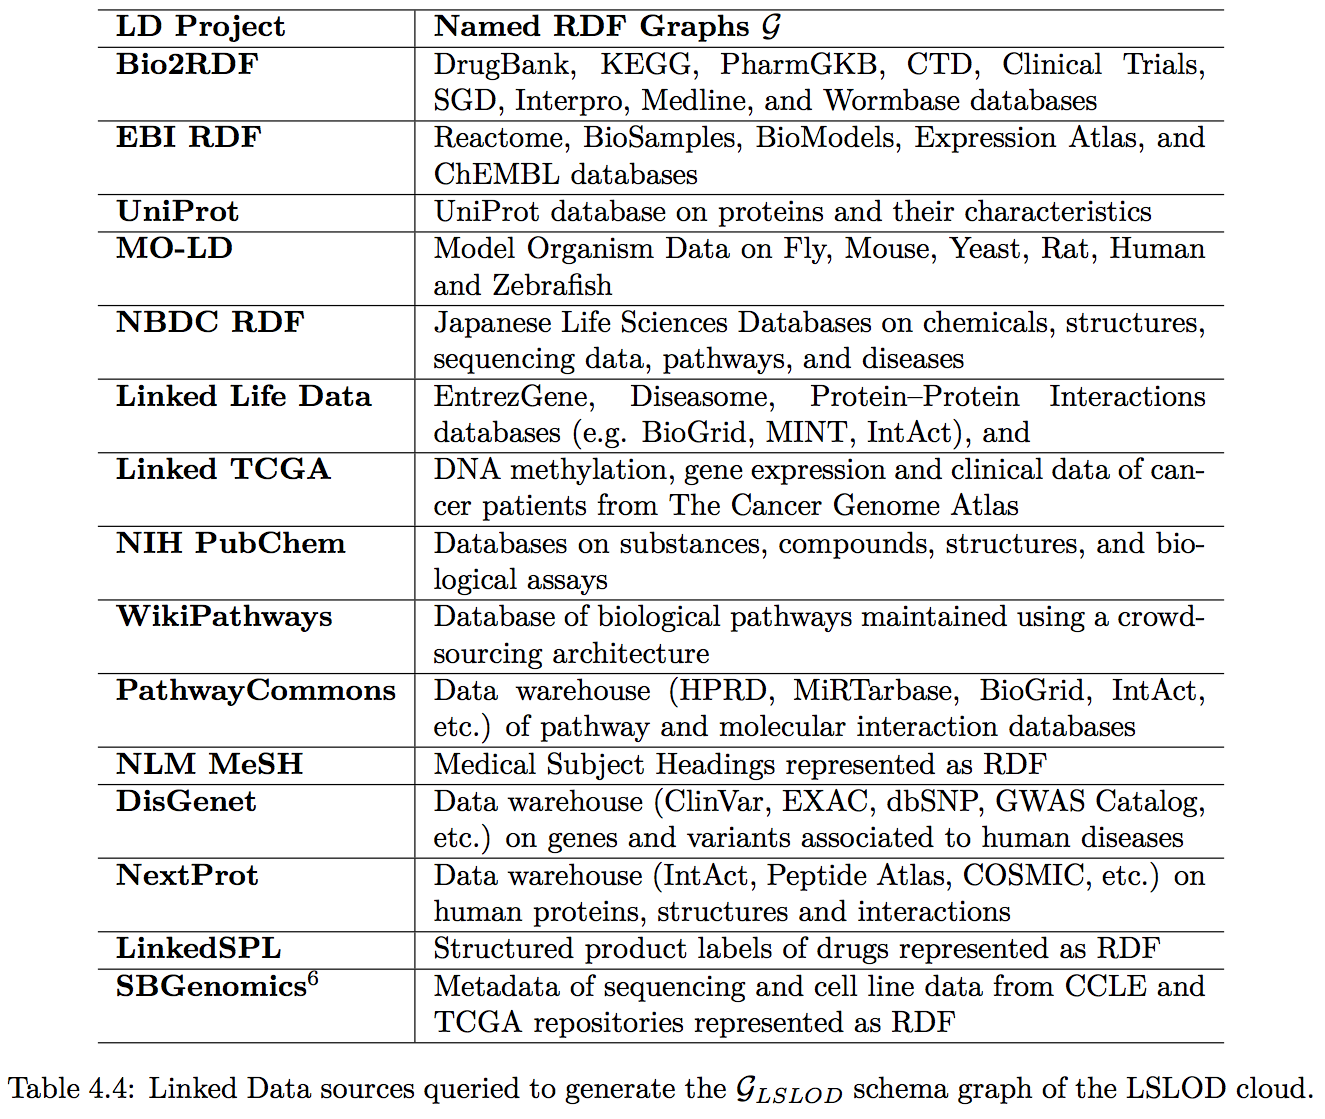 LD Project Named RDF Graphs 𝒢
Bio2RDF DrugBank, KEGG, PharmGKB, CTD, Clinical Trials,
SGD, Interpro, Medline, and Wormbase databases
EBI RDF Reactome, BioSamples, BioModels, Expression Atlas, and
ChEMBL databases
UniProt UniProt database on proteins and their characteristics
MO-LD Model Organism Data on Fly, Mouse, Yeast, Rat, Human
and Zebrafish
NBDC RDF Japanese Life Sciences Databases on chemicals, structures,
sequencing data, pathways, and diseases
Linked Life Data EntrezGene, Diseasome, Protein–Protein Interactions
databases (e.g. BioGrid, MINT, IntAct), and
Linked TCGA DNA methylation, gene expression and clinical data of can-
cer patients from The Cancer Genome Atlas
NIH PubChem Databases on substances, compounds, structures, and bio-
logical assays
WikiPathways Database of biological pathways maintained using a crowd-
sourcing architecture
PathwayCommons Data warehouse (HPRD, MiRTarbase, BioGrid, IntAct,
etc.) of pathway and molecular interaction databases
NLM MeSH Medical Subject Headings represented as RDF
DisGenet Data warehouse (ClinVar, EXAC, dbSNP, GWAS Catalog,
etc.) on genes and variants associated to human diseases
NextProt Data warehouse (IntAct, Peptide Atlas, COSMIC, etc.) on
human proteins, structures and interactions
LinkedSPL Structured product labels of drugs represented as RDF
SBGenomics⁶ Metadata of sequencing and cell line data from CCLE and
TCGA repositories represented as RDF
Table 4.4: Linked Data sources queried to generate the 𝒢LSLOD schema graph of the LSLOD cloud.